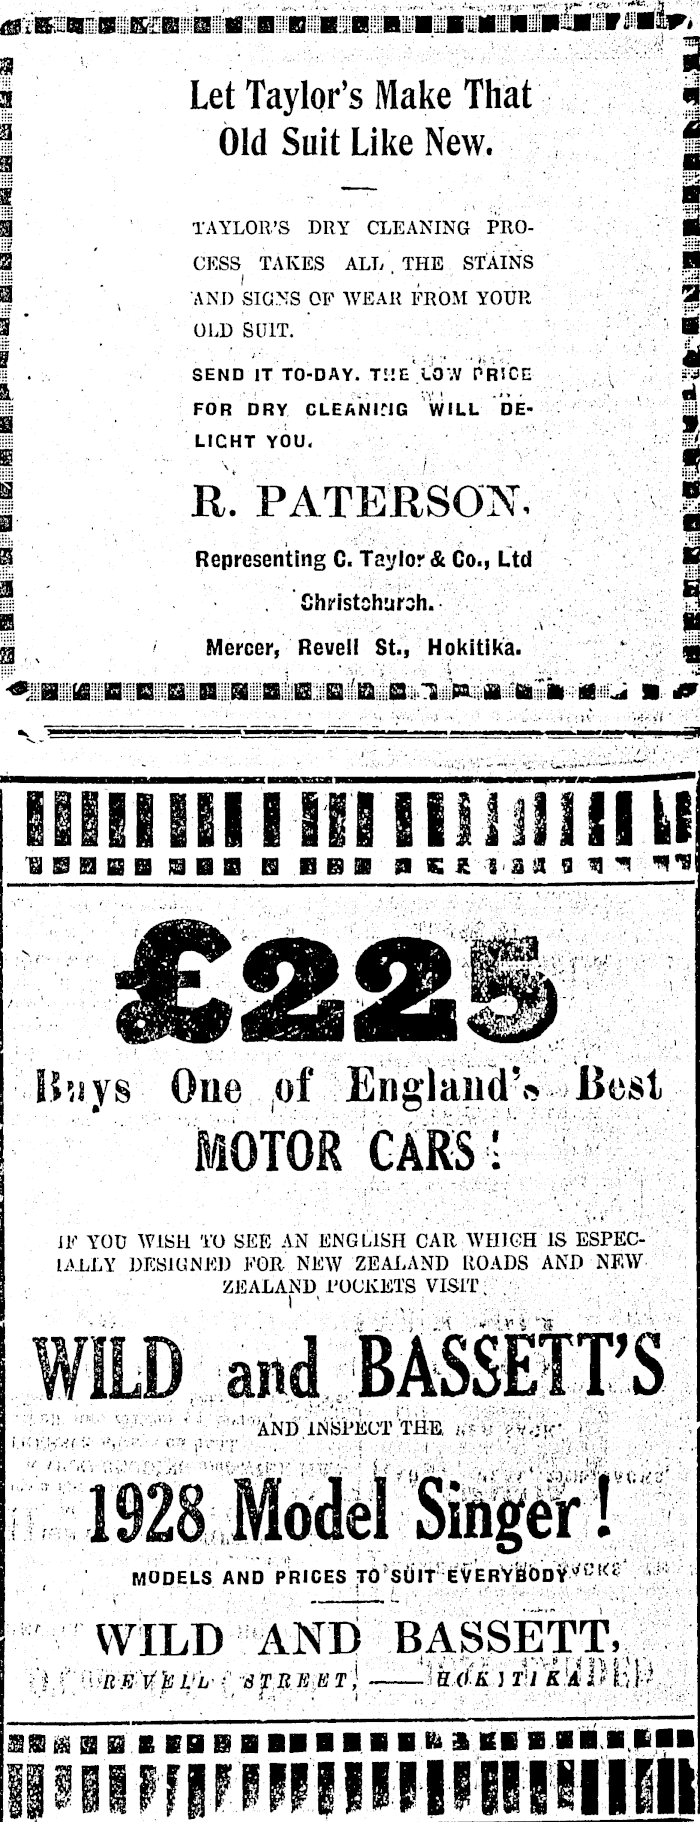 Let Taylor's Make That
Old Suit Like New.
TAYLOR'S DRY CLEANING PRO-
CESS TAKES ALL THE STAINS
AND SIGNS OF WEAR FROM YOUR
OLD SUIT.
SEND IT TO-DAY. THE LOW PRICE
FOR DRY CLEANING WILL DE-
LIGHT YOU.
R. PATERSON,
Representing C. Taylor & Co., Ltd
Christchurch.
Mercer, Revell St., Hokitika.
£225
Buys One of England's Best
MOTOR CARS!
IF YOU WISH TO SEE AN ENGLISH CAR WHICH IS ESPEC-
IALLY DESIGNED FOR NEW ZEALAND ROADS AND NEW
ZEALAND POCKETS VISIT
WILD and BASSETT'S
AND INSPECT THE
1928 Model Singer!
MODELS AND PRICES TO SUIT EVERYBODY
WILD AND BASSETT,
REVELL STREET, —— HOKITIKA.